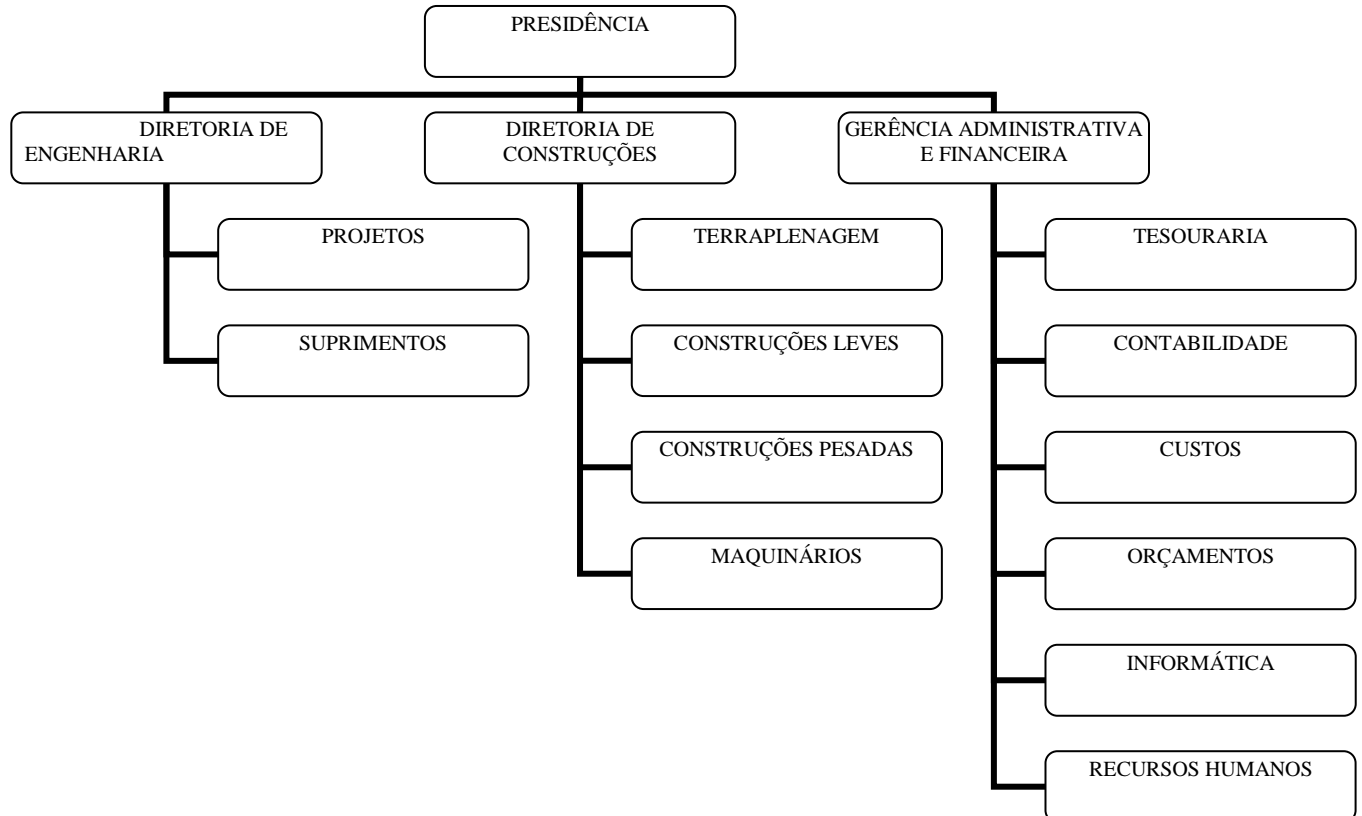 PRESIDÊNCIA
DIRETORIA DE
ENGENHARIA
DIRETORIA DE
CONSTRUÇÕES
GERÊNCIA ADMINISTRATIVA
E FINANCEIRA
PROJETOS
SUPRIMENTOS
TERRAPLENAGEM
CONSTRUÇÕES LEVES
CONSTRUÇÕES PESADAS
MAQUINÁRIOS
TESOURARIA
CONTABILIDADE
CUSTOS
ORÇAMENTOS
INFORMÁTICA
RECURSOS HUMANOS